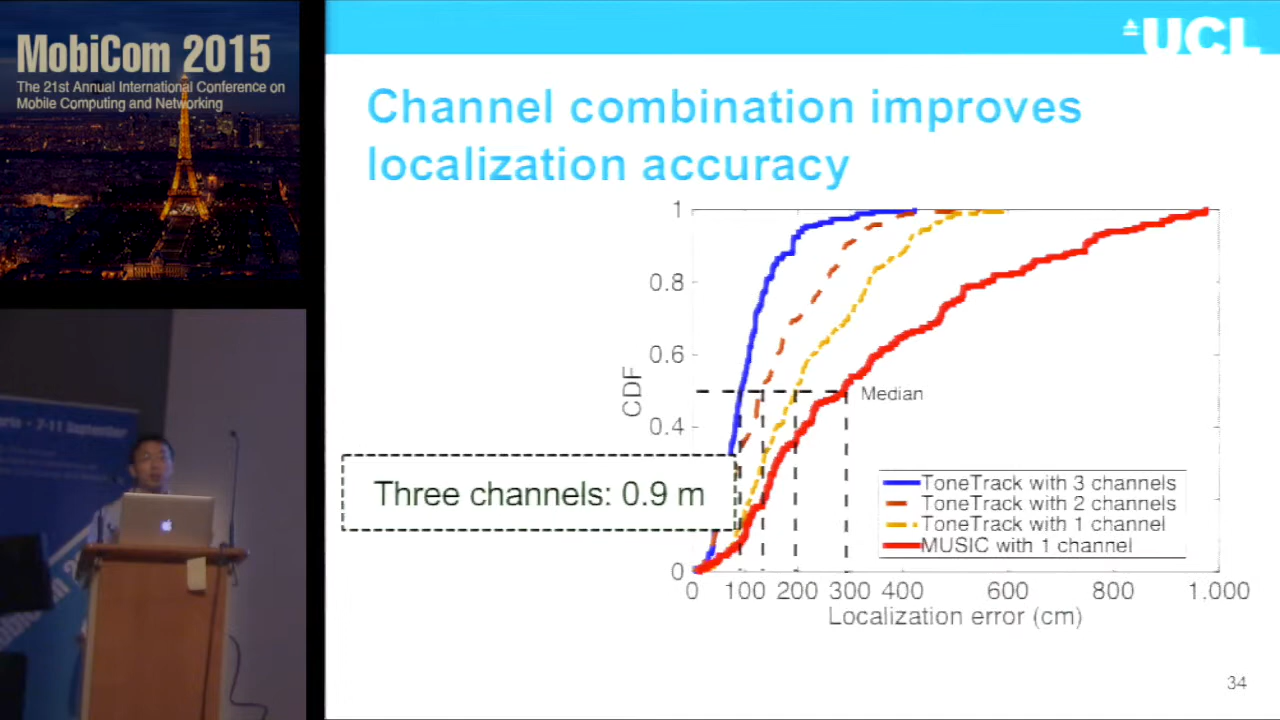 MobiCom 2015
The 21st Annual International Conference on
Mobile Computing and Networking
UCL
Channel combination improves
localization accuracy
1
0.8
0.6
0.4
0
CDF
Median
Three channels: 0.9 m
ToneTrack with 3 channels
ToneTrack with 2 channels
ToneTrack with 1 channel
MUSIC with 1 channel
0 100 200 300 400 600 800 1,000
Localization error (cm)
34
7-11 September